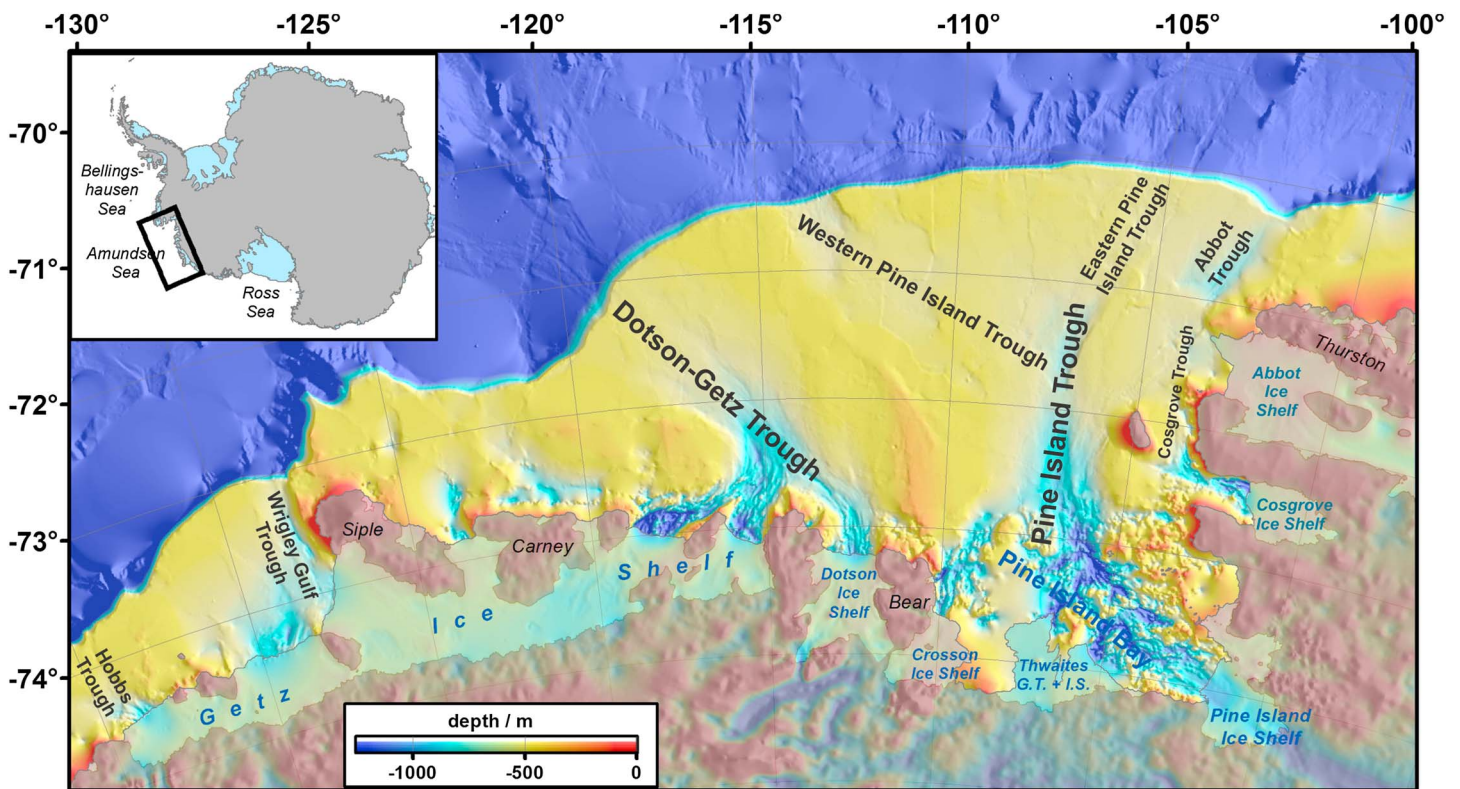 -130°
-125°
-120°
-115°
-110°
-105°
-100°
-70°
-71°
-72°
-73°
-74°
Bellings-
hausen
Sea
Amundsen
Sea
Ross
Sea
Western Pine Island Trough
Eastern Pine
Island Trough
Abbot
Trough
Dotson-Getz Trough
Pine Island Trough
Cosgrove Trough
Thurston
Abbot
Ice
Shelf
Cosgrove
Ice Shelf
Wrigley Gulf
Trough
Siple
Carney
Getz Ice Shelf
Dotson
Ice
Shelf
Bear
Pine Island Bay
Crosson
Ice Shelf
Thwaites
G.T. + I.S.
Pine Island
Ice Shelf
Hobbs
Trough
depth / m
-1000
-500
0